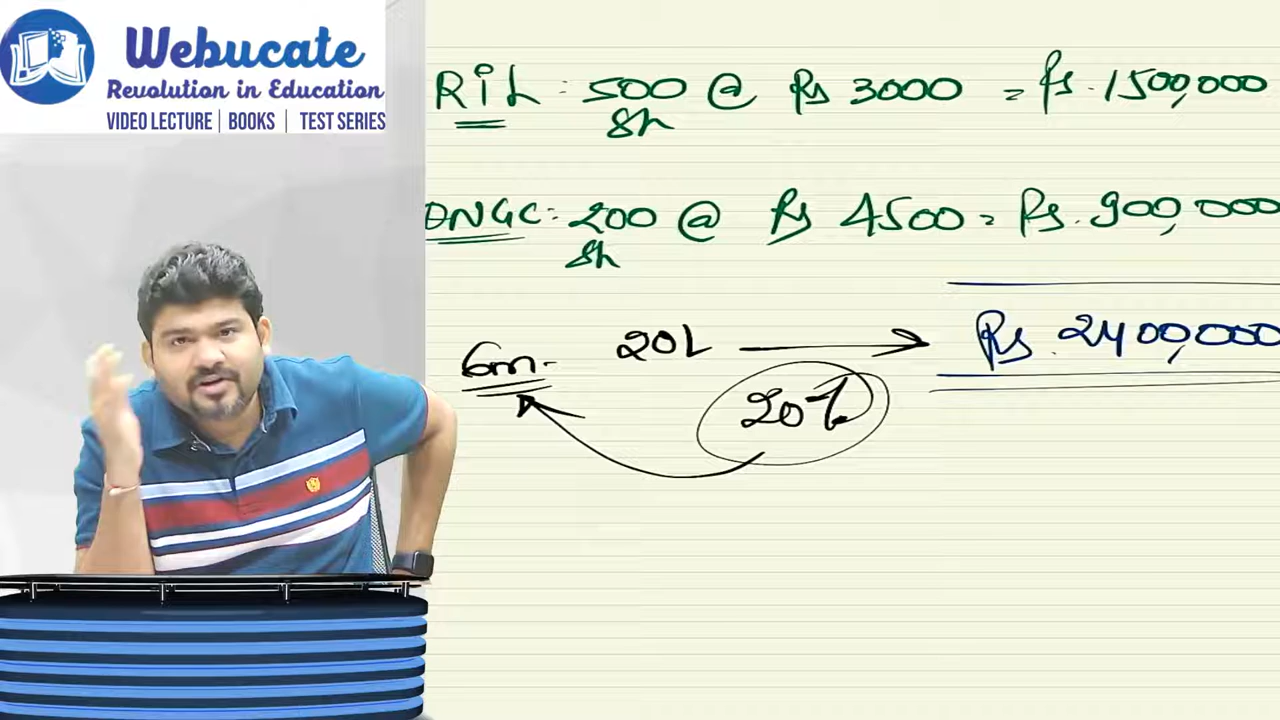 Webucate
Revolution in Education
VIDEO LECTURE | BOOKS | TEST SERIES
RiL : 500 @ Rs 3000 = Rs. 1500,000
Sh
ONGC: 200 @ Rs 4500 = Rs. 900,000
Sh
6m. 20L → Rs. 2400,000
20%